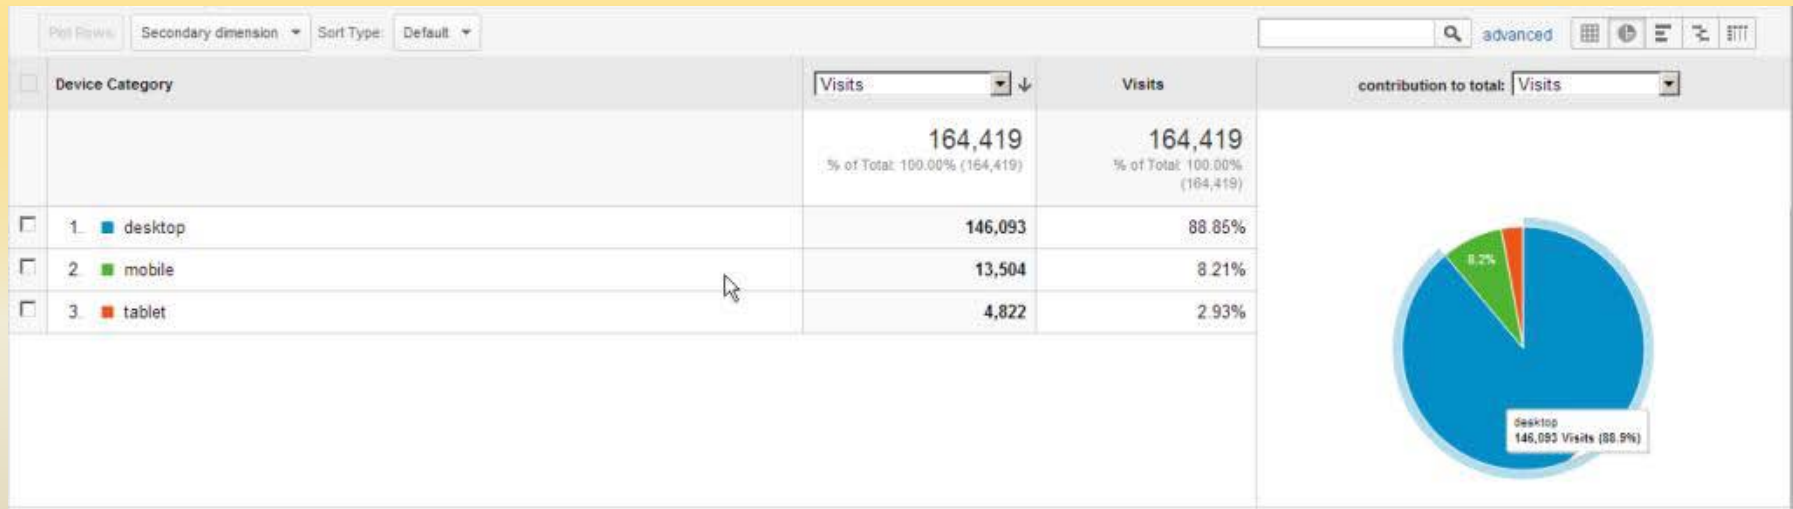 Plot Rows Secondary dimension Sort Type: Default advanced
Device Category Visits Visits contribution to total: Visits
164,419 164,419
% of Total: 100.00% (164,419) % of Total: 100.00%
(164,419)
1. desktop 146,093 88.85%
2. mobile 13,504 8.21%
3. tablet 4,822 2.93%
8.2%
desktop
146,093 Visits (88.9%)